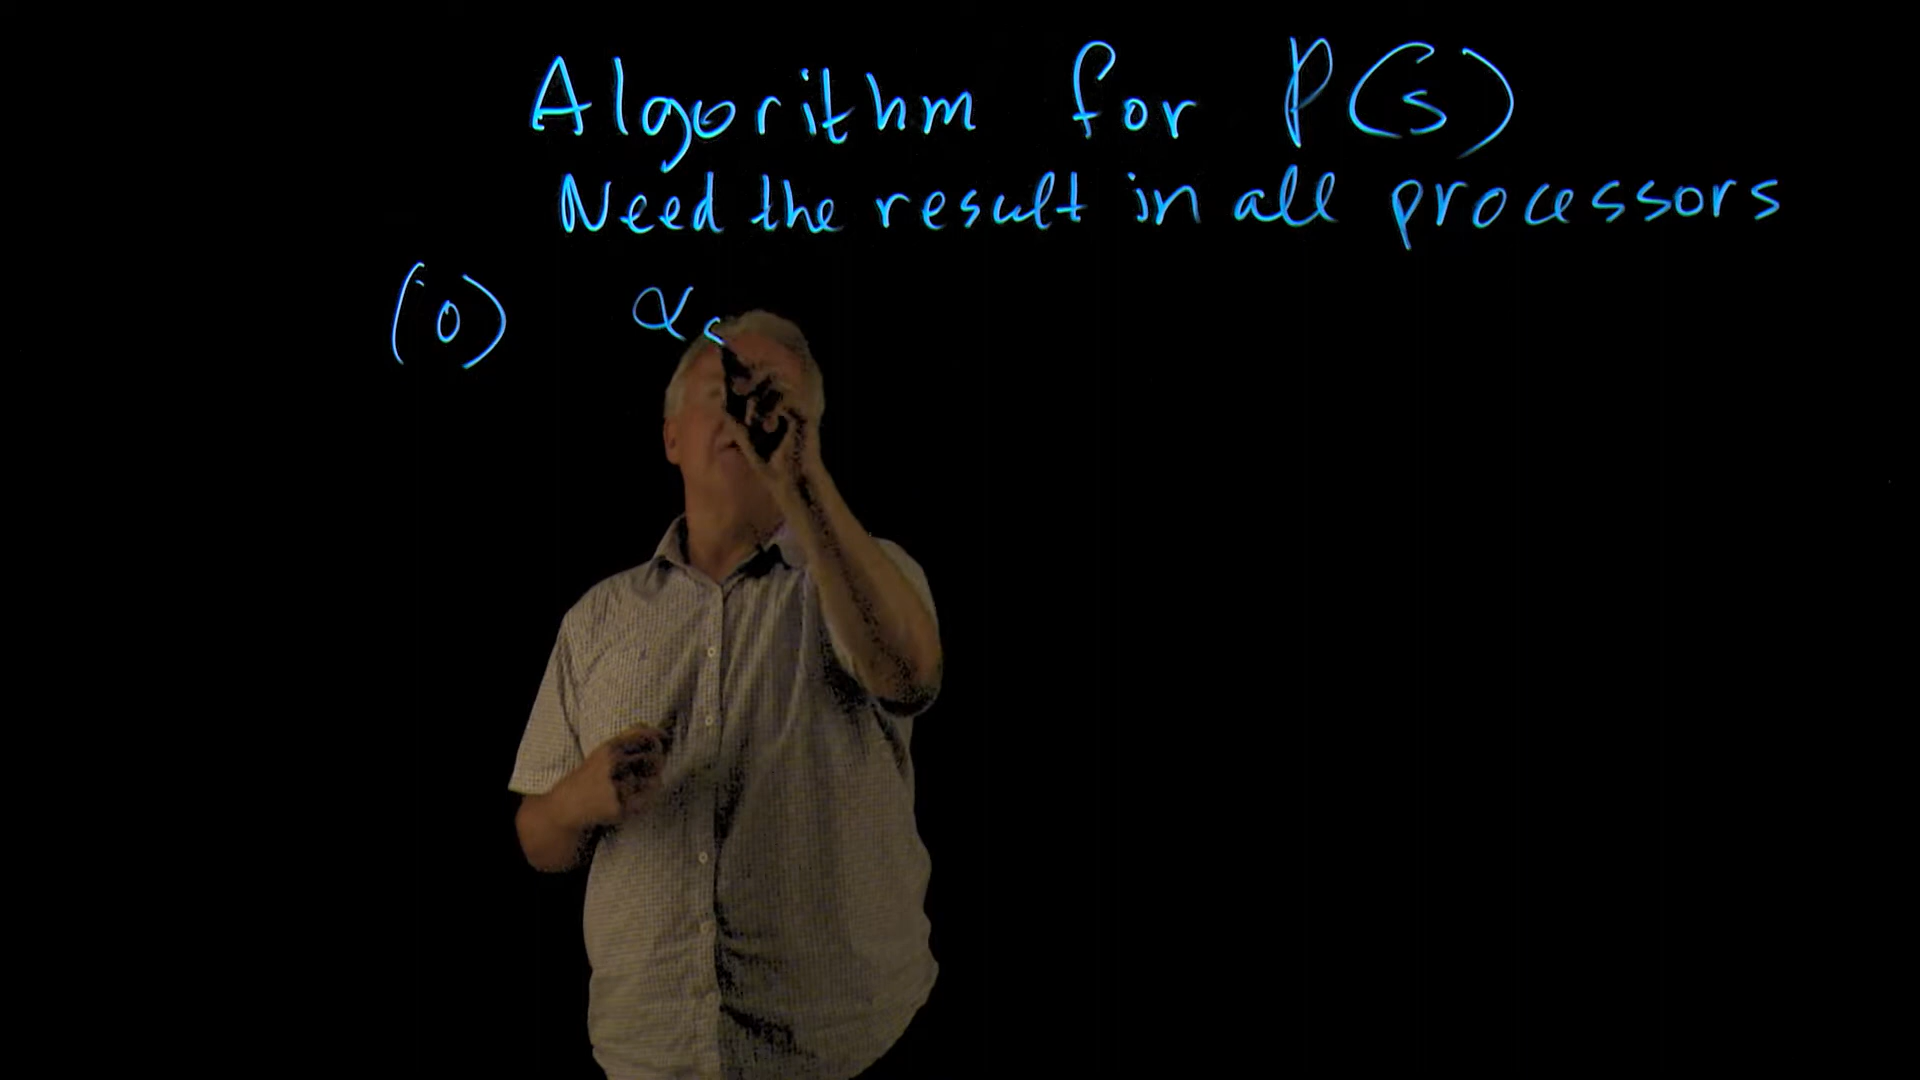 Algorithm for P(s)
Need the result in all processors
(0) α